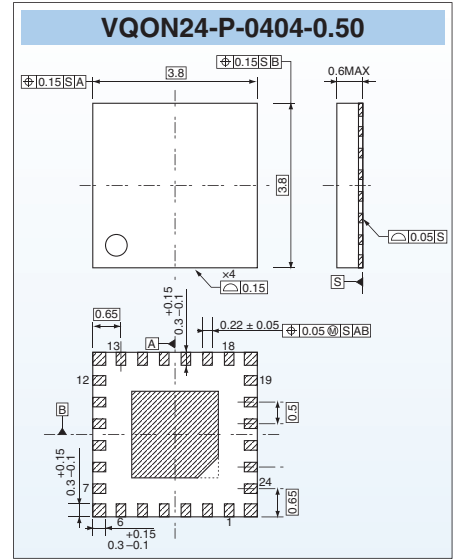 VQON24-P-0404-0.50
⌖ 0.15 S B
3.8
0.6MAX
⌖ 0.15 S A
3.8
⌓ 0.05 S
×4
⌓ 0.15
S
0.65
+0.15
0.3 –0.1
0.22 ± 0.05
⌖ 0.05 Ⓜ S AB
A
13
18
12
19
B
0.5
+0.15
0.3 –0.1
7
24
0.65
6
1
+0.15
0.3 –0.1